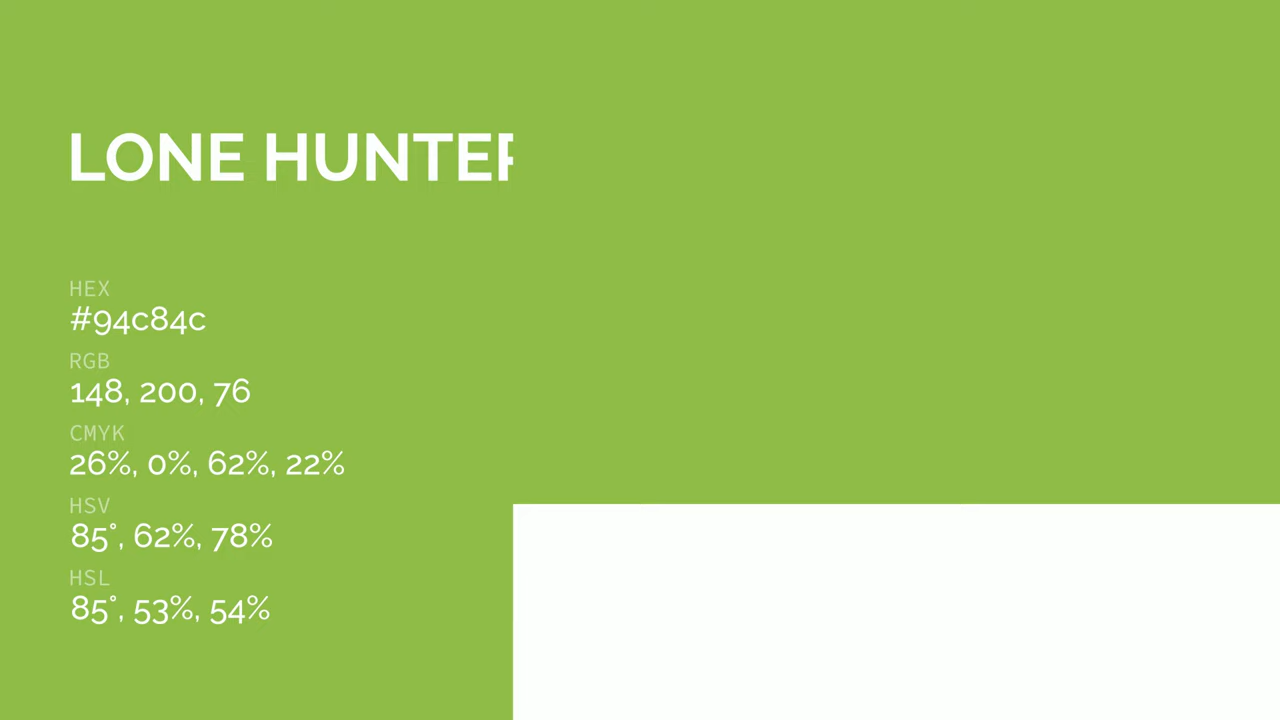 LONE HUNTER
HEX
#94c84c
RGB
148, 200, 76
CMYK
26%, 0%, 62%, 22%
HSV
85°, 62%, 78%
HSL
85°, 53%, 54%